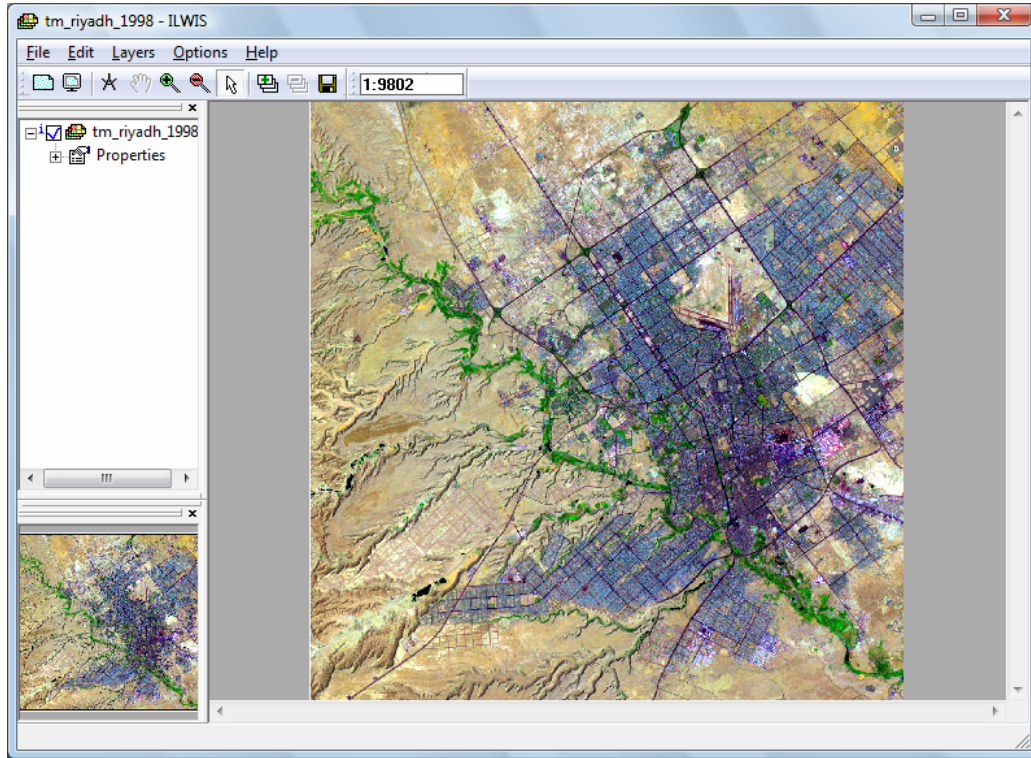 tm_riyadh_1998 - ILWIS
File Edit Layers Options Help
1:9802
tm_riyadh_1998
Properties